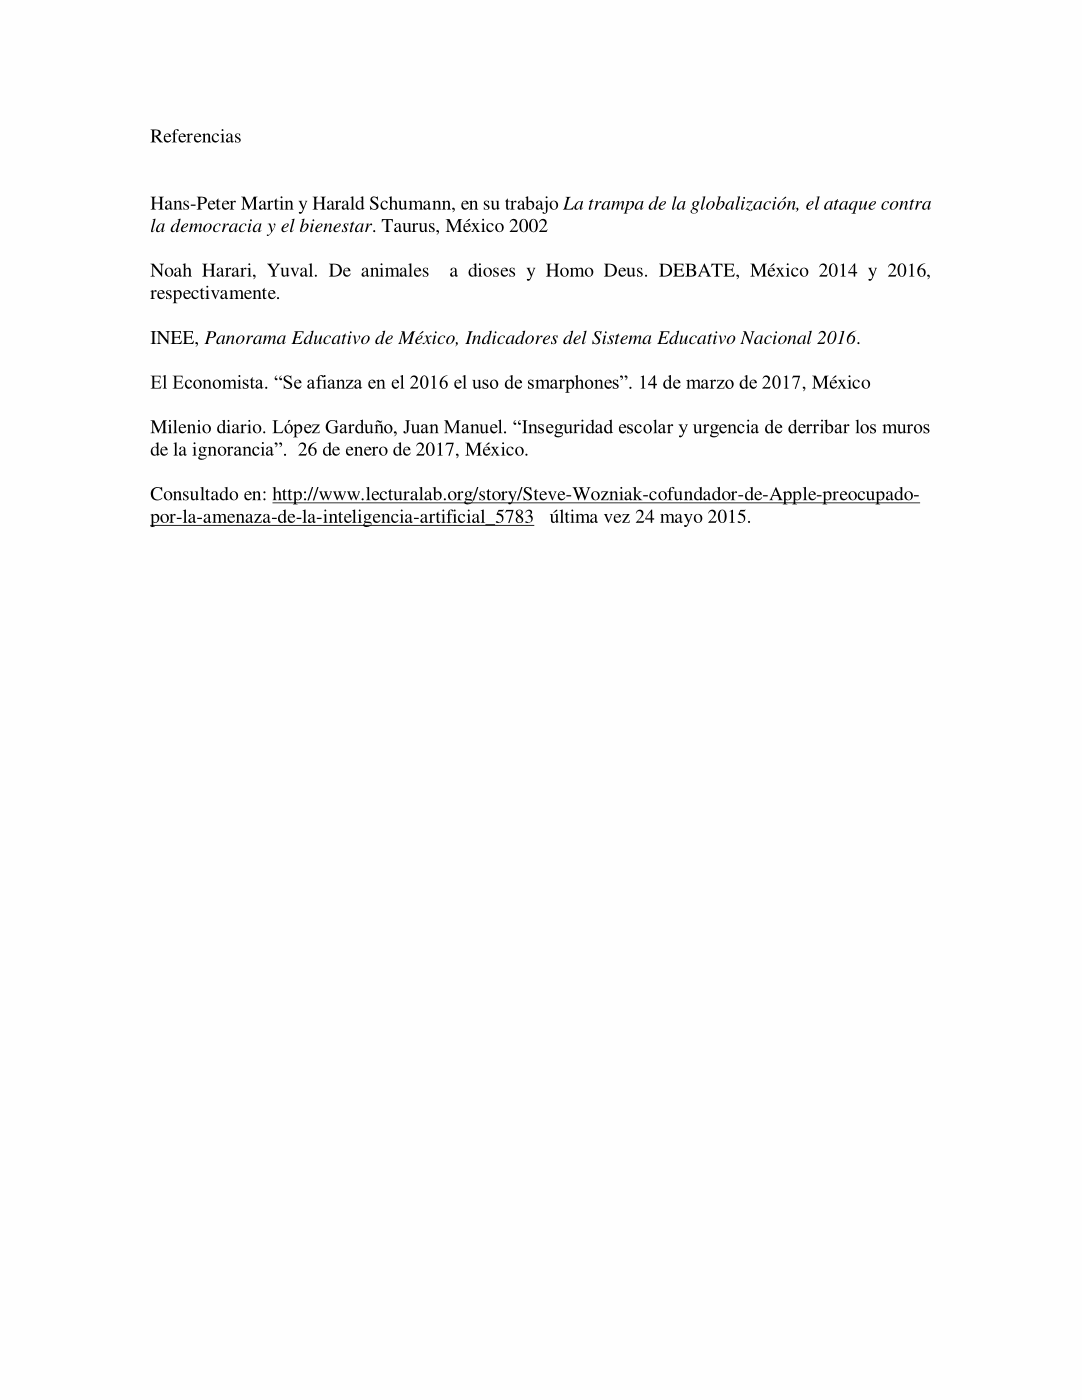 Referencias
Hans-Peter Martin y Harald Schumann, en su trabajo La trampa de la globalización, el ataque contra
la democracia y el bienestar. Taurus, México 2002
Noah Harari, Yuval. De animales  a dioses y Homo Deus. DEBATE, México 2014 y 2016,
respectivamente.
INEE, Panorama Educativo de México, Indicadores del Sistema Educativo Nacional 2016.
El Economista. “Se afianza en el 2016 el uso de smarphones”. 14 de marzo de 2017, México
Milenio diario. López Garduño, Juan Manuel. “Inseguridad escolar y urgencia de derribar los muros
de la ignorancia”.  26 de enero de 2017, México.
Consultado en: http://www.lecturalab.org/story/Steve-Wozniak-cofundador-de-Apple-preocupado-
por-la-amenaza-de-la-inteligencia-artificial_5783   última vez 24 mayo 2015.